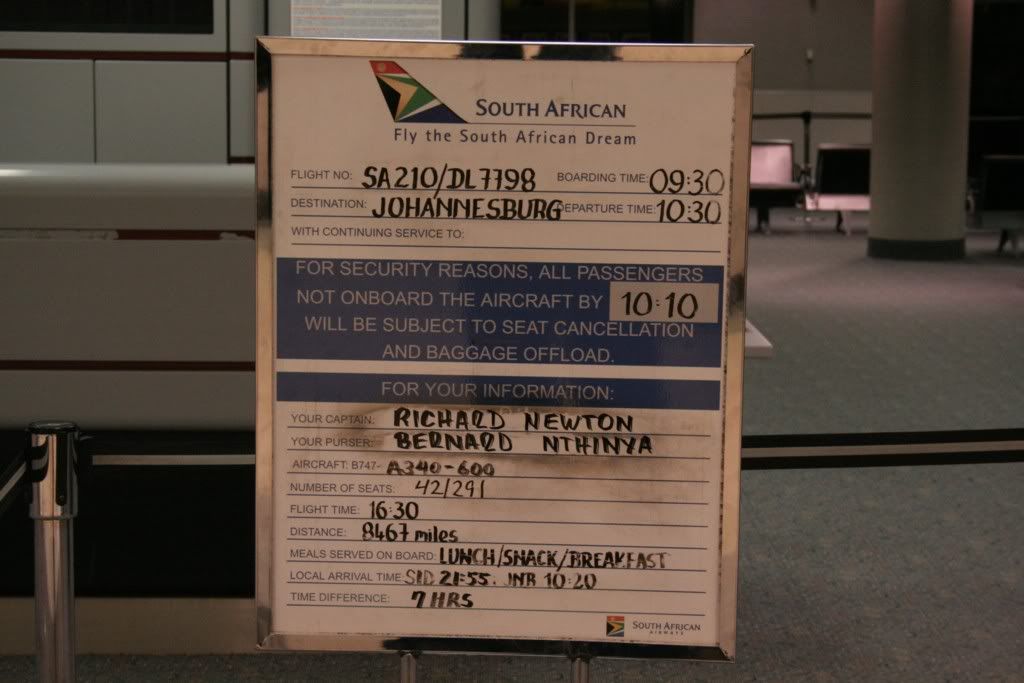 SOUTH AFRICAN
Fly the South African Dream
FLIGHT NO: SA210/DL7798 BOARDING TIME: 09:30
DESTINATION: JOHANNESBURG DEPARTURE TIME: 10:30
WITH CONTINUING SERVICE TO:
FOR SECURITY REASONS, ALL PASSENGERS
NOT ONBOARD THE AIRCRAFT BY 10:10
WILL BE SUBJECT TO SEAT CANCELLATION
AND BAGGAGE OFFLOAD.
FOR YOUR INFORMATION:
YOUR CAPTAIN: RICHARD NEWTON
YOUR PURSER: BERNARD NTHINYA
AIRCRAFT: B747- A340-600
NUMBER OF SEATS: 42/291
FLIGHT TIME: 16:30
DISTANCE: 8467 miles
MEALS SERVED ON BOARD: LUNCH/SNACK/BREAKFAST
LOCAL ARRIVAL TIME: SID 21:55. JNB 10:20
TIME DIFFERENCE: 7 HRS
SOUTH AFRICAN
AIRWAYS